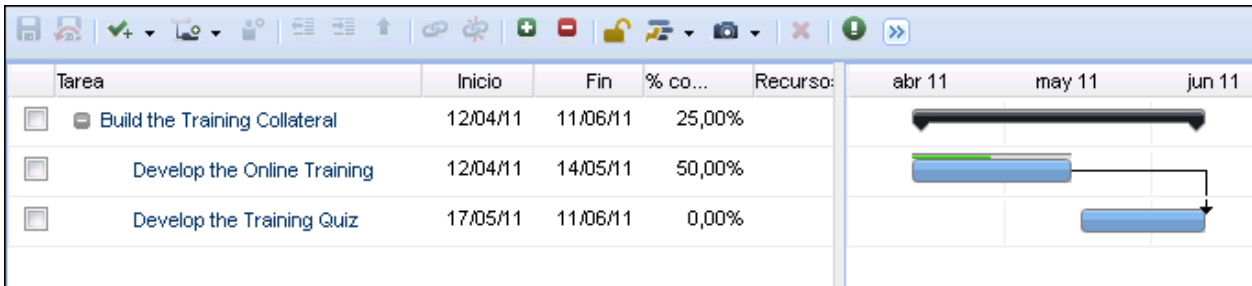 Tarea Inicio Fin % co... Recurso: abr 11 may 11 jun 11
Build the Training Collateral 12/04/11 11/06/11 25,00%
Develop the Online Training 12/04/11 14/05/11 50,00%
Develop the Training Quiz 17/05/11 11/06/11 0,00%